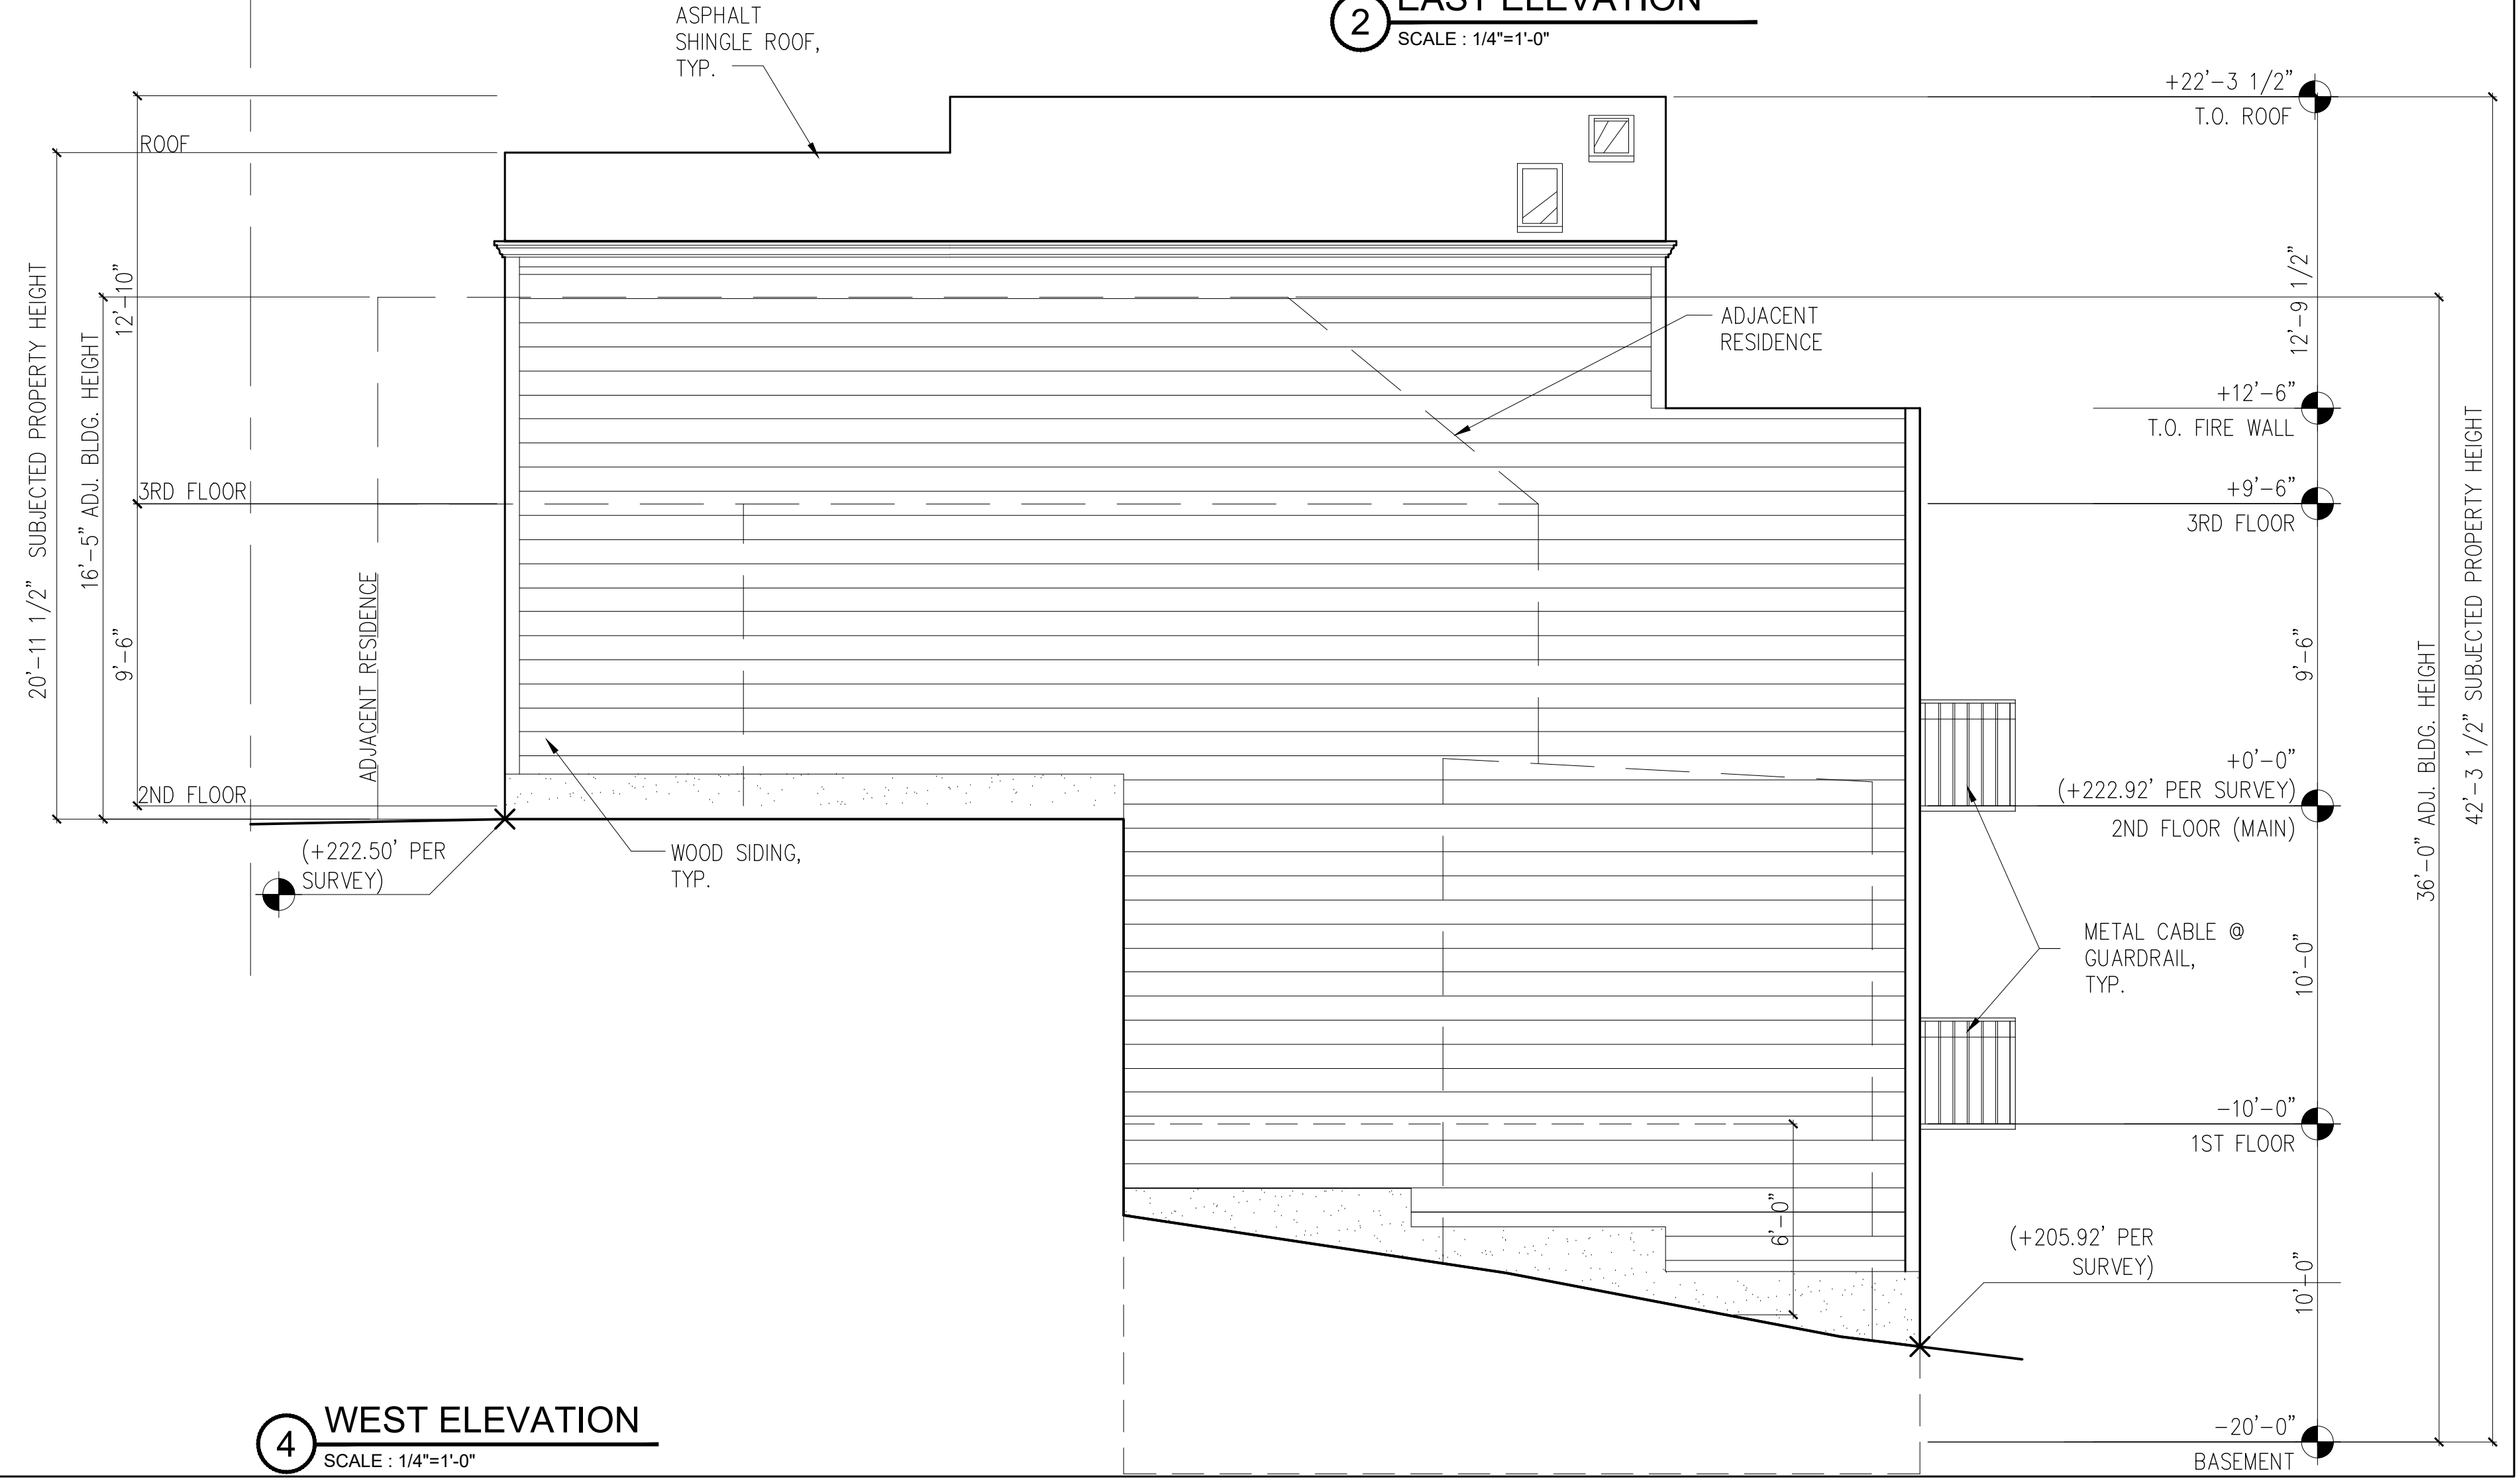 2 EAST ELEVATION
SCALE : 1/4"=1'-0"
ASPHALT
SHINGLE ROOF,
TYP.
+22'-3 1/2"
T.O. ROOF
ROOF
12'-10"
20'-11 1/2" SUBJECTED PROPERTY HEIGHT
16'-5" ADJ. BLDG. HEIGHT
ADJACENT
RESIDENCE
12'-9 1/2"
+12'-6"
T.O. FIRE WALL
3RD FLOOR
+9'-6"
3RD FLOOR
9'-6"
ADJACENT RESIDENCE
9'-6"
36'-0" ADJ. BLDG. HEIGHT
42'-3 1/2" SUBJECTED PROPERTY HEIGHT
2ND FLOOR
+0'-0"
(+222.92' PER SURVEY)
2ND FLOOR (MAIN)
(+222.50' PER
SURVEY)
WOOD SIDING,
TYP.
METAL CABLE @
GUARDRAIL,
TYP.
10'-0"
-10'-0"
1ST FLOOR
6'-0"
(+205.92' PER
SURVEY)
10'-0"
-20'-0"
BASEMENT
4 WEST ELEVATION
SCALE : 1/4"=1'-0"